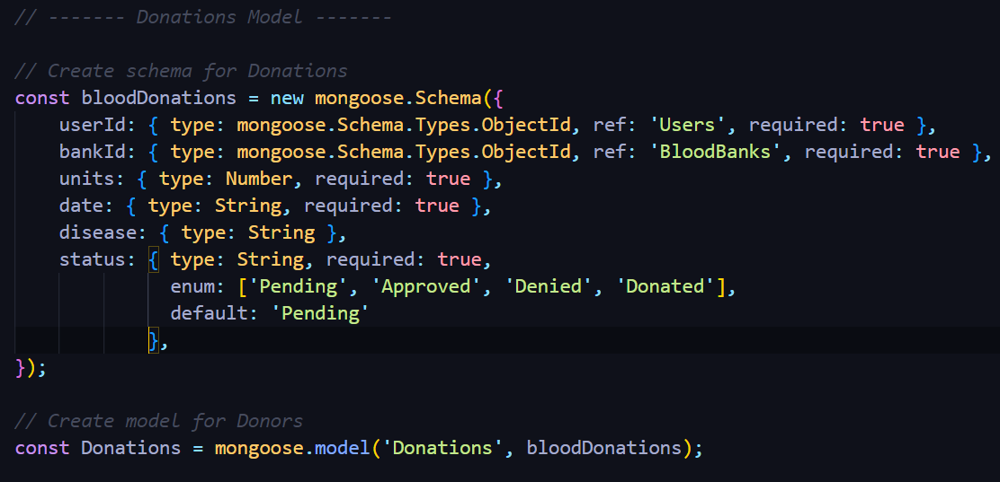 // ------- Donations Model -------
// Create schema for Donations
const bloodDonations = new mongoose.Schema({
    userId: { type: mongoose.Schema.Types.ObjectId, ref: 'Users', required: true },
    bankId: { type: mongoose.Schema.Types.ObjectId, ref: 'BloodBanks', required: true },
    units: { type: Number, required: true },
    date: { type: String, required: true },
    disease: { type: String },
    status: { type: String, required: true,
              enum: ['Pending', 'Approved', 'Denied', 'Donated'],
              default: 'Pending'
            },
});
// Create model for Donors
const Donations = mongoose.model('Donations', bloodDonations);